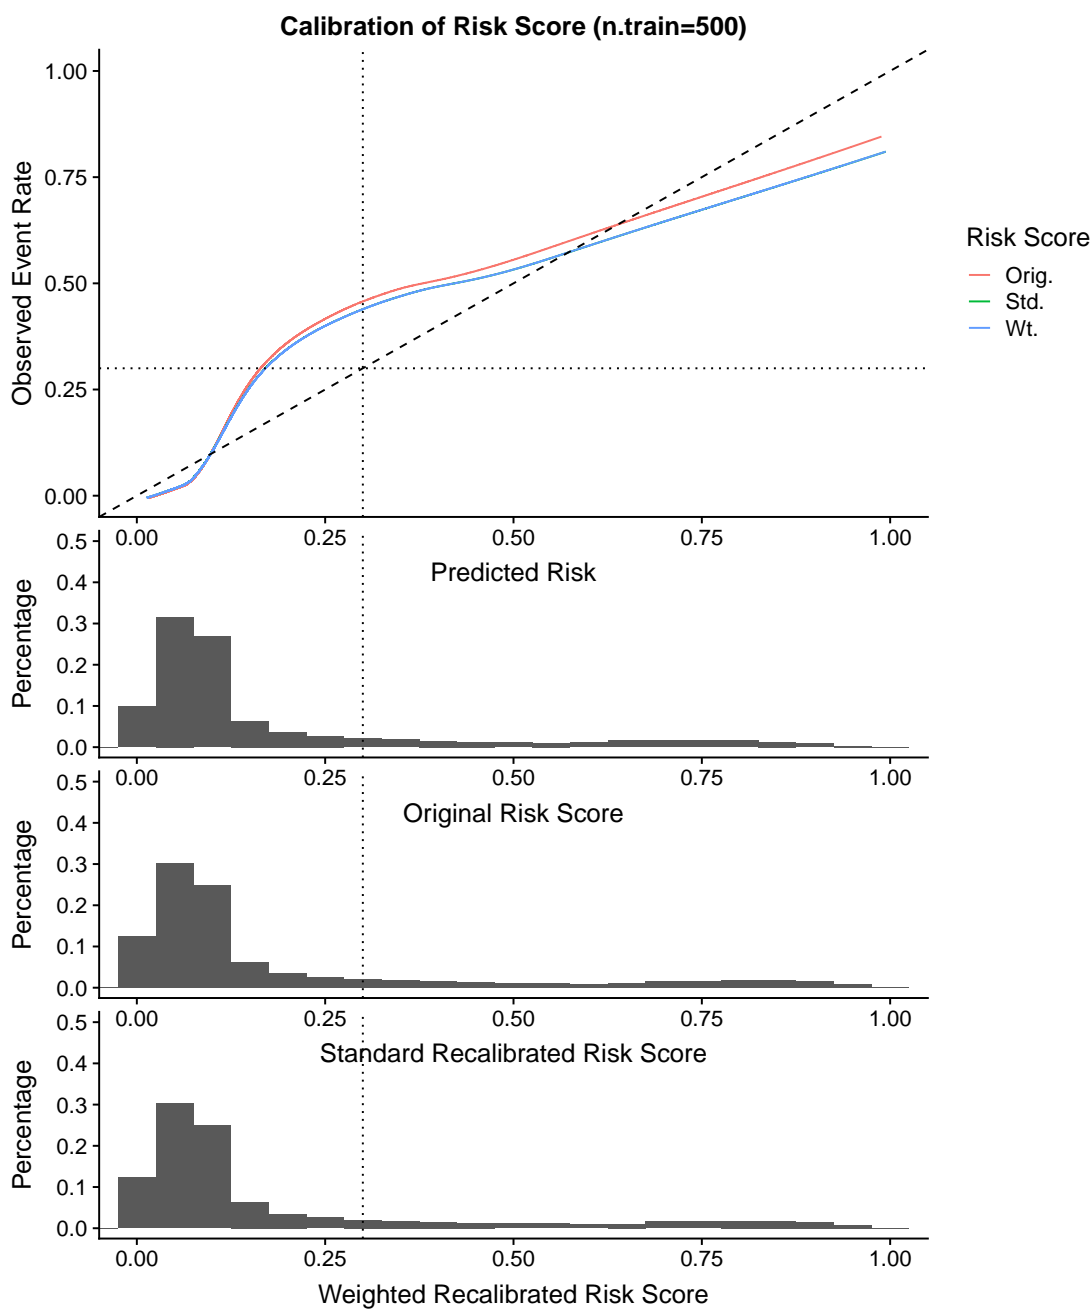 Calibration of Risk Score (n.train=500)
Observed Event Rate
1.00
0.75
0.50
0.25
0.00
0.00 0.25 0.50 0.75 1.00
Predicted Risk
Risk Score
Orig.
Std.
Wt.
Percentage
0.5
0.4
0.3
0.2
0.1
0.0
0.00 0.25 0.50 0.75 1.00
Original Risk Score
Percentage
0.5
0.4
0.3
0.2
0.1
0.0
0.00 0.25 0.50 0.75 1.00
Standard Recalibrated Risk Score
Percentage
0.5
0.4
0.3
0.2
0.1
0.0
0.00 0.25 0.50 0.75 1.00
Weighted Recalibrated Risk Score